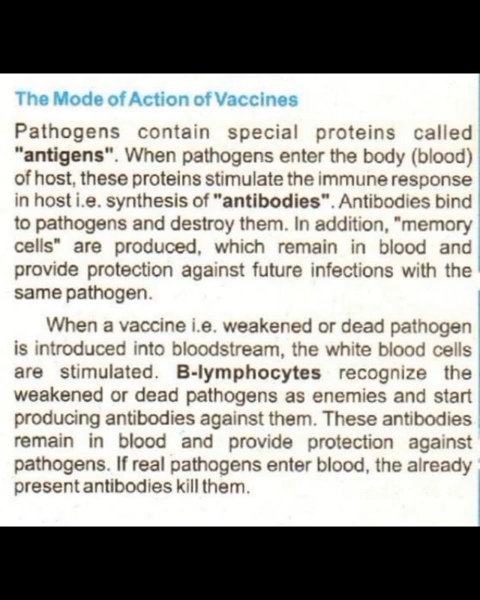 The Mode of Action of Vaccines
Pathogens contain special proteins called
"antigens". When pathogens enter the body (blood)
of host, these proteins stimulate the immune response
in host i.e. synthesis of "antibodies". Antibodies bind
to pathogens and destroy them. In addition, "memory
cells" are produced, which remain in blood and
provide protection against future infections with the
same pathogen.
When a vaccine i.e. weakened or dead pathogen
is introduced into bloodstream, the white blood cells
are stimulated. B-lymphocytes recognize the
weakened or dead pathogens as enemies and start
producing antibodies against them. These antibodies
remain in blood and provide protection against
pathogens. If real pathogens enter blood, the already
present antibodies kill them.